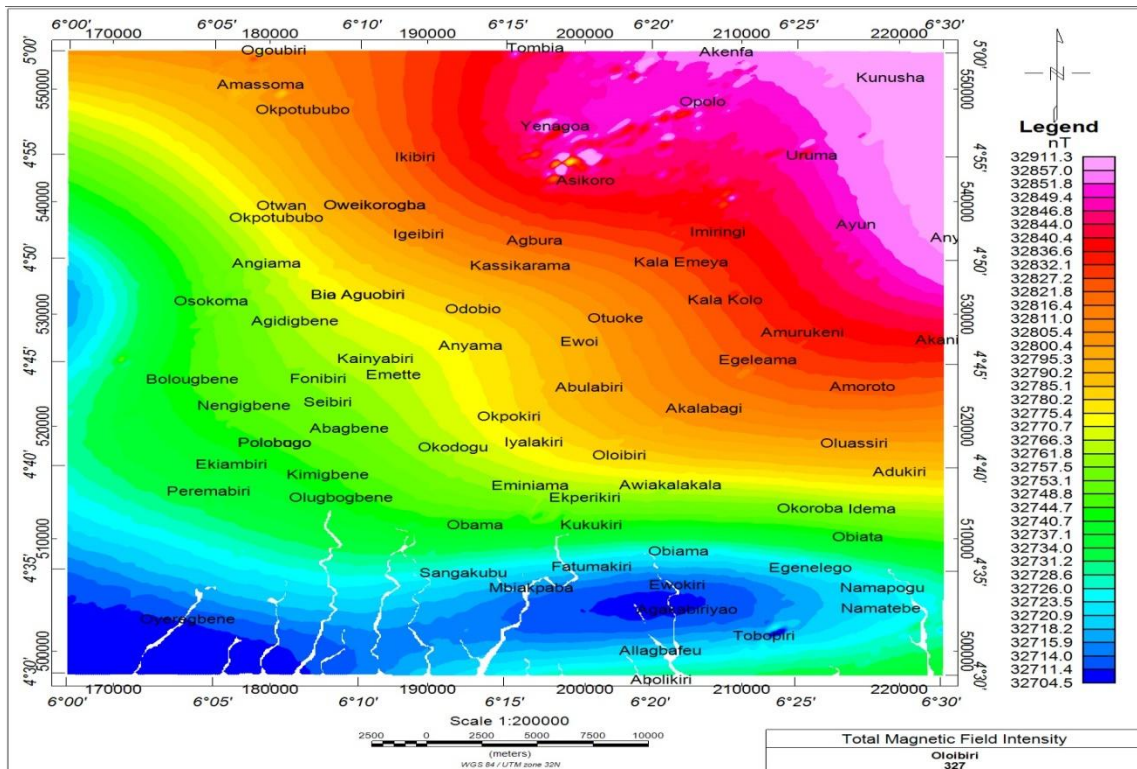 6°00' 6°05' 6°10' 6°15' 6°20' 6°25' 6°30'
170000 180000 190000 200000 210000 220000
5°00' 4°55' 4°50' 4°45' 4°40' 4°35' 4°30'
550000 540000 530000 520000 510000 500000
Ogoubiri Tombia Akenfa
Kunusha
Amassoma
Opolo
Okpotububo
Yenagoa
Ikibiri Uruma
Asikoro
Otwan Oweikorogba
Okpotububo
Ayun
Igeibiri Agbura Imiringi Any
Angiama Kassikarama Kala Emeya
Osokoma Bia Aguobiri Kala Kolo
Odobio
Agidigbene Otuoke
Amurukeni
Anyama Ewoi Akani
Kainyabiri Egeleama
Bolougbene Fonibiri Emette
Abulabiri Amoroto
Nengigbene Seibiri
Okpokiri Akalabagi
Abagbene
Polobago Okodogu Iyalakiri Oluassiri
Oloibiri
Ekiambiri Adukiri
Kimigbene
Peremabiri Eminiama Awiakalakala
Olugbogbene Ekperikiri
Okoroba Idema
Obama Kukukiri
Obiata
Obiama
Sangakubu Fatumakiri Egenelego
Mbiakpaba Ewokiri Namapogu
Agakabiriyao Namatebe
Oyeregbene
Tobopiri
Allagbafeu
Abolikiri
5°00' 4°55' 4°50' 4°45' 4°40' 4°35' 4°30'
550000 540000 530000 520000 510000 500000
170000 180000 190000 200000 210000 220000
6°00' 6°05' 6°10' 6°15' 6°20' 6°25' 6°30'
N
Legend
nT
32911.3
32857.0
32851.8
32849.4
32846.8
32844.0
32840.4
32836.6
32832.1
32827.2
32821.8
32816.4
32811.0
32805.4
32800.4
32795.3
32790.2
32785.1
32780.2
32775.4
32770.7
32766.3
32761.8
32757.5
32753.1
32748.8
32744.7
32740.7
32737.1
32734.0
32731.2
32728.6
32726.0
32723.5
32720.9
32718.2
32715.9
32714.0
32711.4
32704.5
Scale 1:200000
2500 0 2500 5000 7500 10000
(meters)
WGS 84 / UTM zone 32N
Total Magnetic Field Intensity
Oloibiri
327